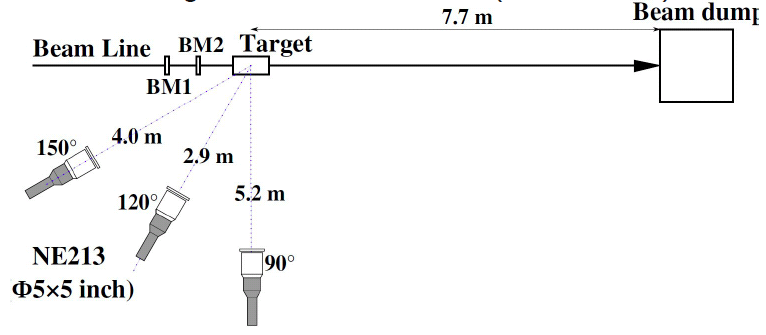 7.7 m
Beam dump
Beam Line
BM2
Target
BM1
4.0 m
150°
2.9 m
120°
5.2 m
NE213
90°
Φ5×5 inch)